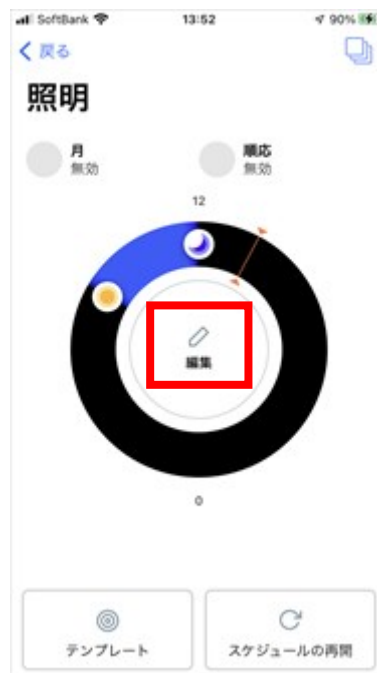 SoftBank 13:52 90%
戻る
照明
月
無効
順応
無効
12
編集
0
テンプレート
スケジュールの再開